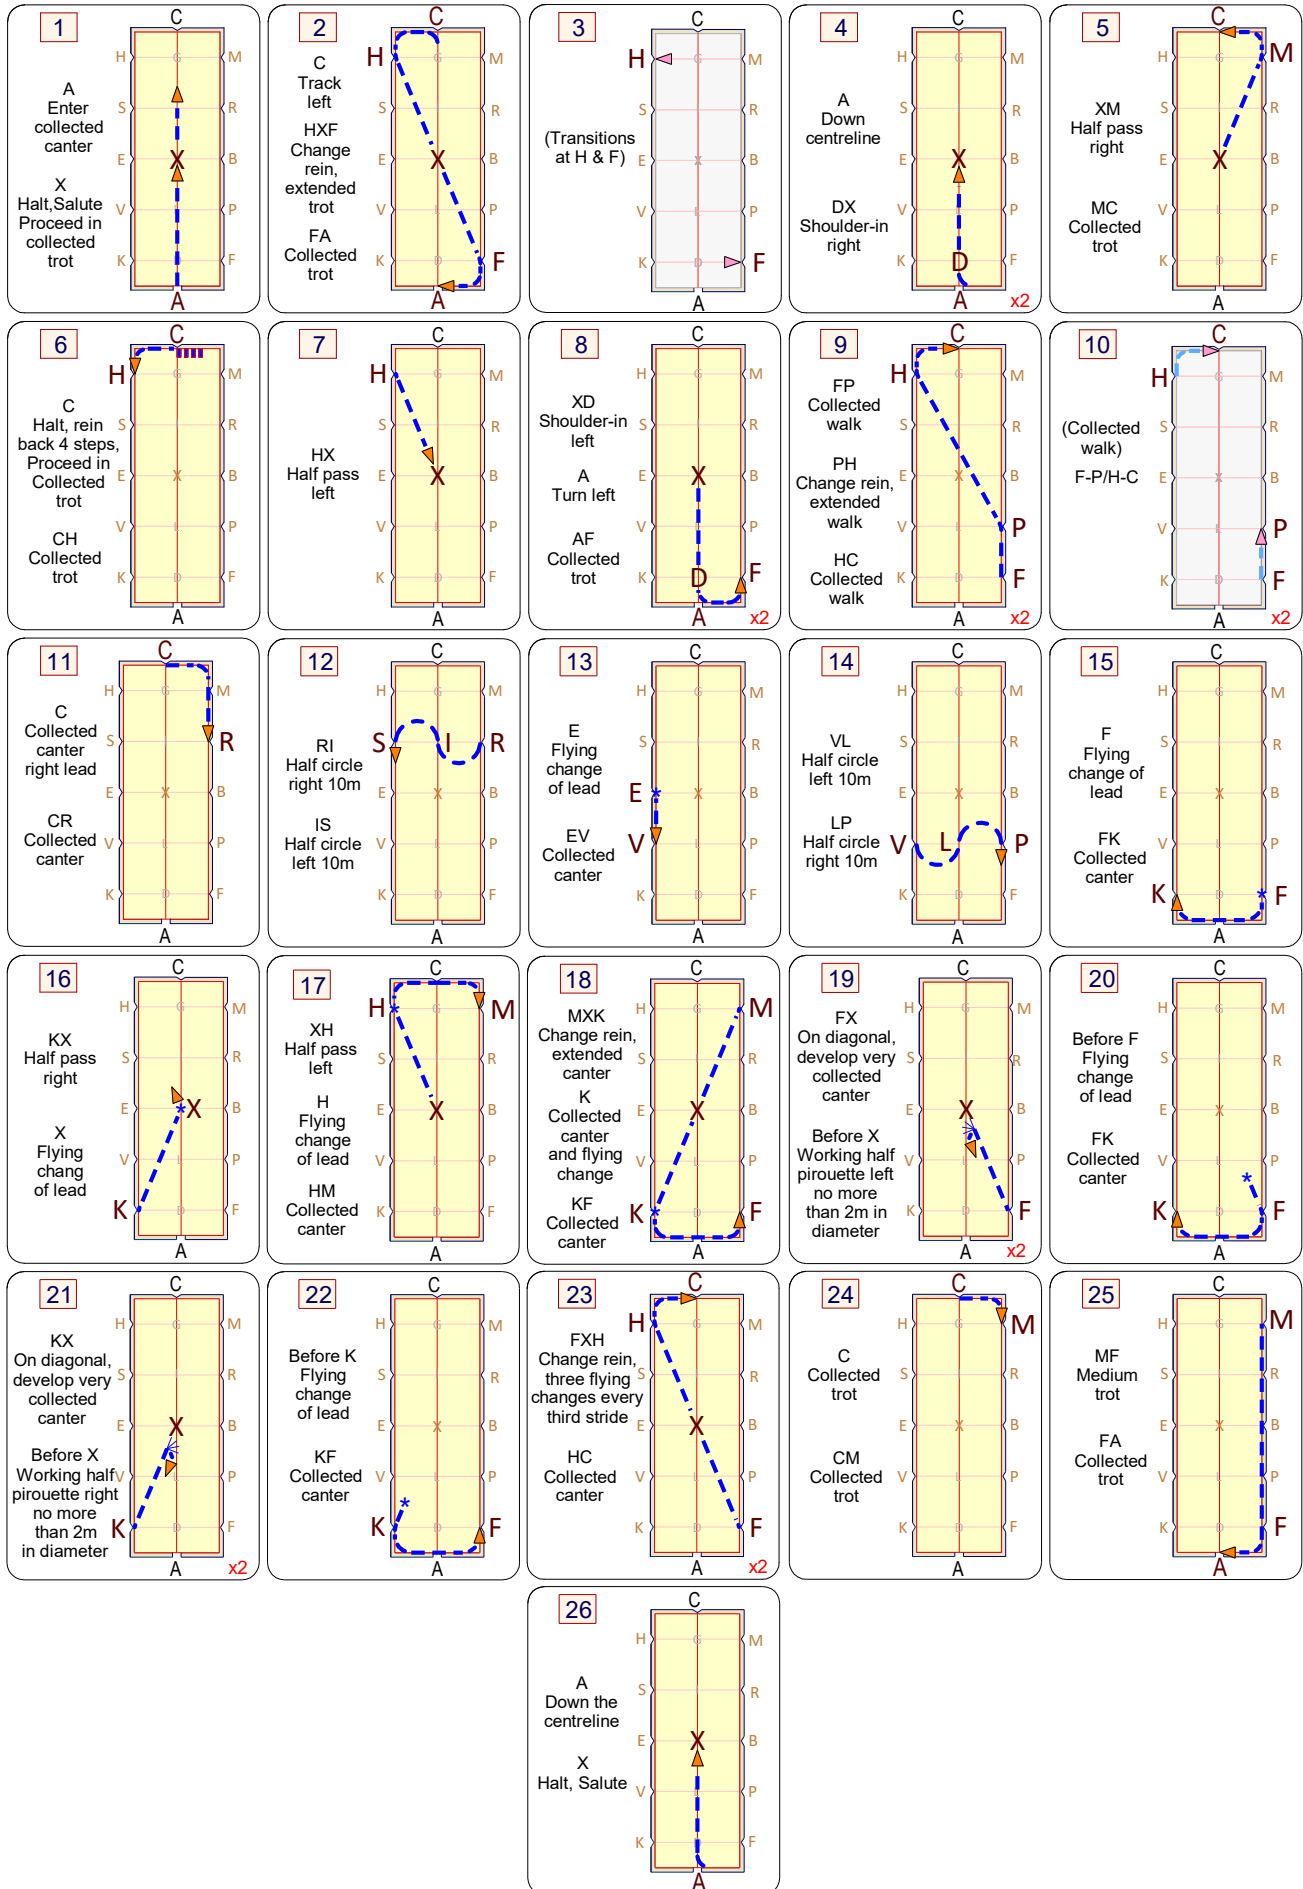 1
A
Enter
collected
canter
X
Halt,Salute
Proceed in
collected
trot
C
H M
S R
E X B
V P
K F
A
2
C
Track
left
HXF
Change
rein,
extended
trot
FA
Collected
trot
C
H G M
S R
E X B
V L P
K D F
A
3
(Transitions
at H & F)
C
H G M
S R
E X B
V L P
K D F
A
4
A
Down
centreline
DX
Shoulder-in
right
C
H G M
S R
E X B
V P
K D F
A
x2
5
XM
Half pass
right
MC
Collected
trot
C
H G M
S R
E X B
V L P
K D F
A
6
C
Halt, rein
back 4 steps,
Proceed in
Collected
trot
CH
Collected
trot
C
H G M
S R
E X B
V L P
K D F
A
7
HX
Half pass
left
C
H G M
S R
E X B
V L P
K D F
A
8
XD
Shoulder-in
left
A
Turn left
AF
Collected
trot
C
H G M
S R
E X B
V P
K D F
A
x2
9
FP
Collected
walk
PH
Change rein,
extended
walk
HC
Collected
walk
C
H G M
S R
E X B
V L P
K D F
A
x2
10
(Collected
walk)
F-P/H-C
C
H G M
S R
E X B
V L P
K D F
A
x2
11
C
Collected
canter
right lead
CR
Collected
canter
C
H G M
S R
E X B
V L P
K D F
A
12
RI
Half circle
right 10m
IS
Half circle
left 10m
C
H G M
S I R
E X B
V L P
K D F
A
13
E
Flying
change
of lead
EV
Collected
canter
C
H G M
S R
E X B
V L P
K D F
A
14
VL
Half circle
left 10m
LP
Half circle
right 10m
C
H G M
S R
E X B
V L P
K D F
A
15
F
Flying
change of
lead
FK
Collected
canter
C
H G M
S R
E X B
V L P
K D F
A
16
KX
Half pass
right
X
Flying
chang
of lead
C
H G M
S R
E X B
V L P
K D F
A
17
XH
Half pass
left
H
Flying
change
of lead
HM
Collected
canter
C
H G M
S R
E X B
V L P
K D F
A
18
MXK
Change rein,
extended
canter
K
Collected
canter
and flying
change
KF
Collected
canter
C
H G M
S R
E X B
V L P
K D F
A
19
FX
On diagonal,
develop very
collected
canter
Before X
Working half
pirouette left
no more
than 2m in
diameter
C
H G M
S R
E X B
V L P
K D F
A
x2
20
Before F
Flying
change
of lead
FK
Collected
canter
C
H G M
S R
E X B
V L P
K D F
A
21
KX
On diagonal,
develop very
collected
canter
Before X
Working half
pirouette right
no more
than 2m
in diameter
C
H G M
S R
E X B
V L P
K D F
A
x2
22
Before K
Flying
change
of lead
KF
Collected
canter
C
H G M
S R
E X B
V L P
K D F
A
23
FXH
Change rein,
three flying
changes every
third stride
HC
Collected
canter
C
H G M
S R
E X B
V L P
K D F
A
x2
24
C
Collected
trot
CM
Collected
trot
C
H G M
S R
E X B
V L P
K D F
A
25
MF
Medium
trot
FA
Collected
trot
C
H G M
S R
E X B
V L P
K D F
A
26
A
Down the
centreline
X
Halt, Salute
C
H G M
S R
E X B
V P
K F
A